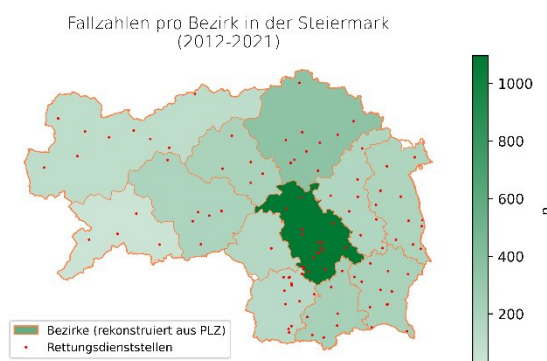 Fallzahlen pro Bezirk in der Steiermark
(2012-2021)
1000
800
600
400
200
n
Bezirke (rekonstruiert aus PLZ)
Rettungsdienststellen